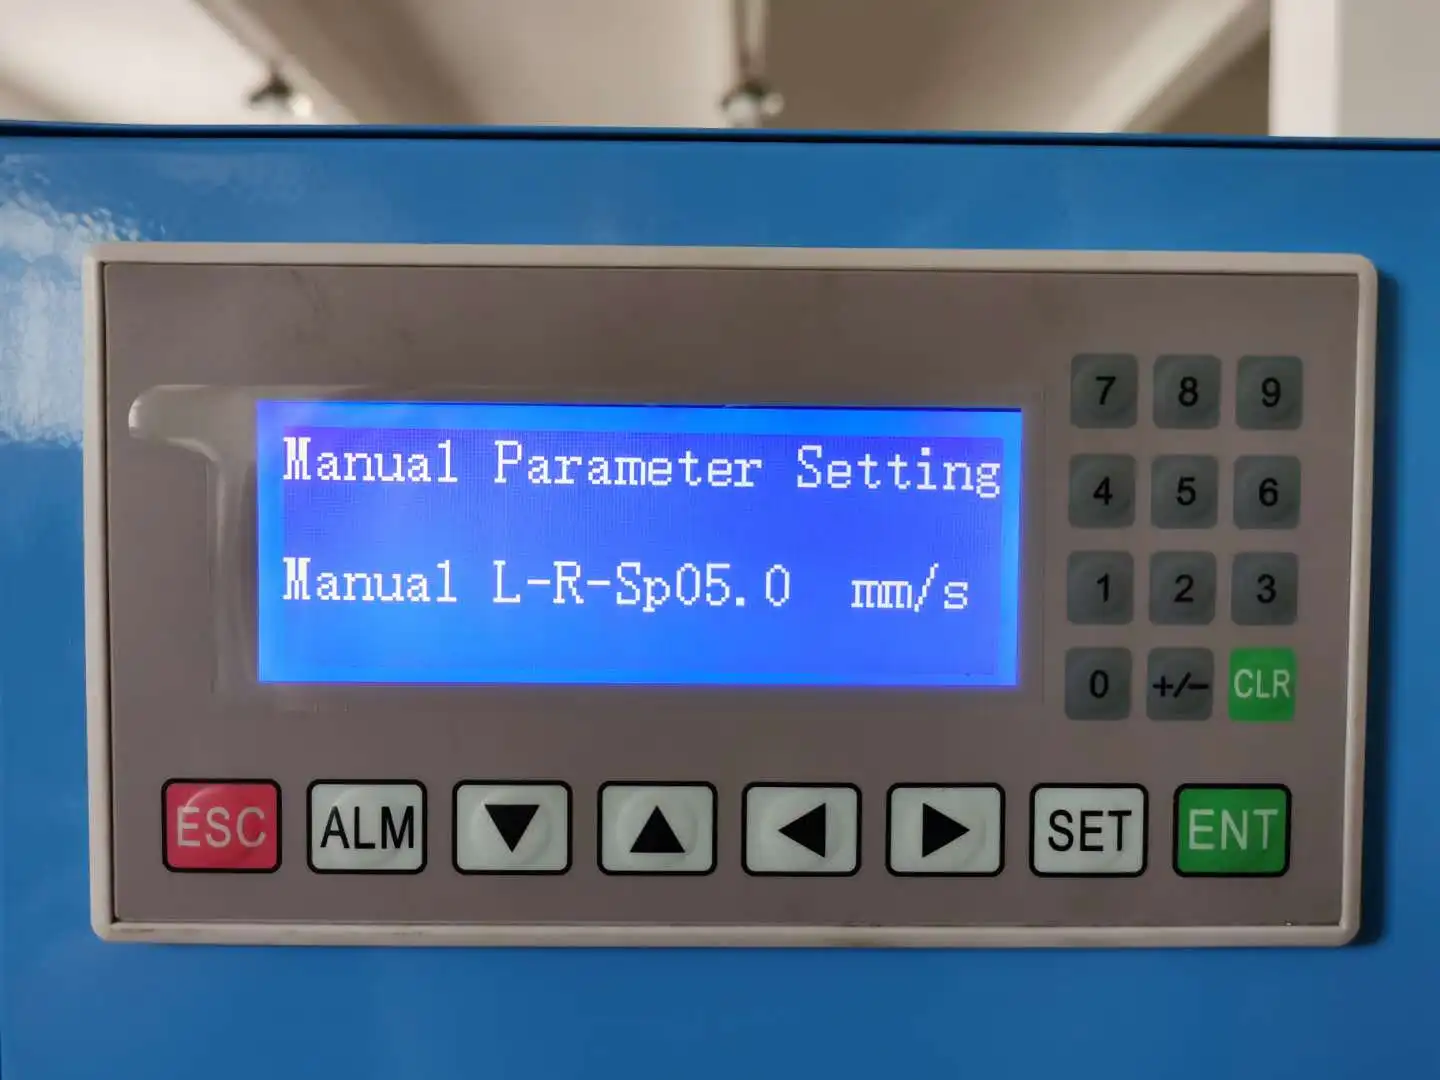 Manual Parameter Setting
Manual L-R-Sp05.0 mm/s
7 8 9
4 5 6
1 2 3
0 +/- CLR
ESC ALM ▼ ▲ ◀ ▶ SET ENT